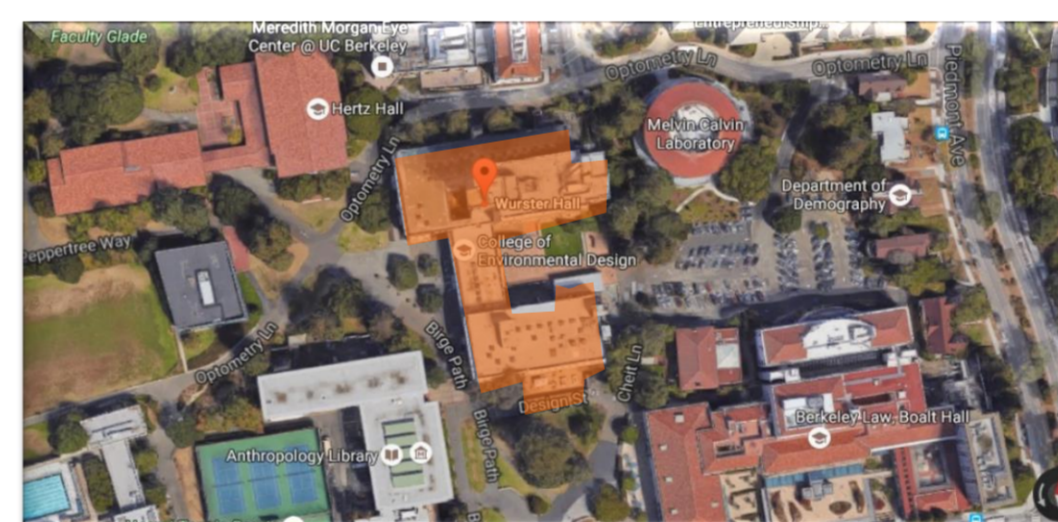 Faculty Glade
Meredith Morgan Eye
Center @ UC Berkeley
Entrepreneurship...
Optometry Ln
Optometry Ln
Piedmont Ave
Hertz Hall
Melvin Calvin
Laboratory
Optometry Ln
Wurster Hall
Department of
Demography
Peppertree Way
College of
Environmental Design
Optometry Ln
Birge Path
Cheit Ln
Design St
Birge Path
Berkeley Law, Boalt Hall
Anthropology Library